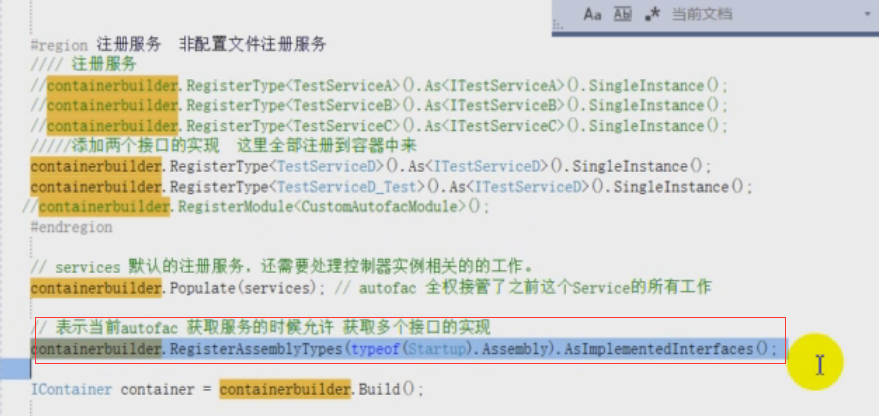 Aa Ab .* 当前文档
#region 注册服务  非配置文件注册服务
//// 注册服务
//containerbuilder.RegisterType<TestServiceA>().As<ITestServiceA>().SingleInstance();
//containerbuilder.RegisterType<TestServiceB>().As<ITestServiceB>().SingleInstance();
//containerbuilder.RegisterType<TestServiceC>().As<ITestServiceC>().SingleInstance();
/////添加两个接口的实现  这里全部注册到容器中来
containerbuilder.RegisterType<TestServiceD>().As<ITestServiceD>().SingleInstance();
containerbuilder.RegisterType<TestServiceD_Test>().As<ITestServiceD>().SingleInstance();
//containerbuilder.RegisterModule<CustomAutofacModule>();
#endregion
// services 默认的注册服务，还需要处理控制器实例相关的的工作。
containerbuilder.Populate(services); // autofac 全权接管了之前这个Service的所有工作
// 表示当前autofac 获取服务的时候允许 获取多个接口的实现
containerbuilder.RegisterAssemblyTypes(typeof(Startup).Assembly).AsImplementedInterfaces();
IContainer container = containerbuilder.Build();